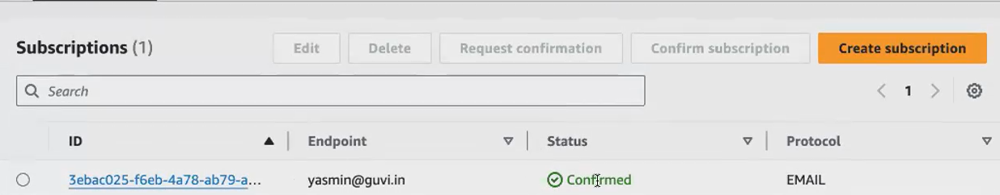 Subscriptions (1) Edit Delete Request confirmation Confirm subscription Create subscription
Search 1
ID Endpoint Status Protocol
3ebac025-f6eb-4a78-ab79-a... yasmin@guvi.in Confirmed EMAIL